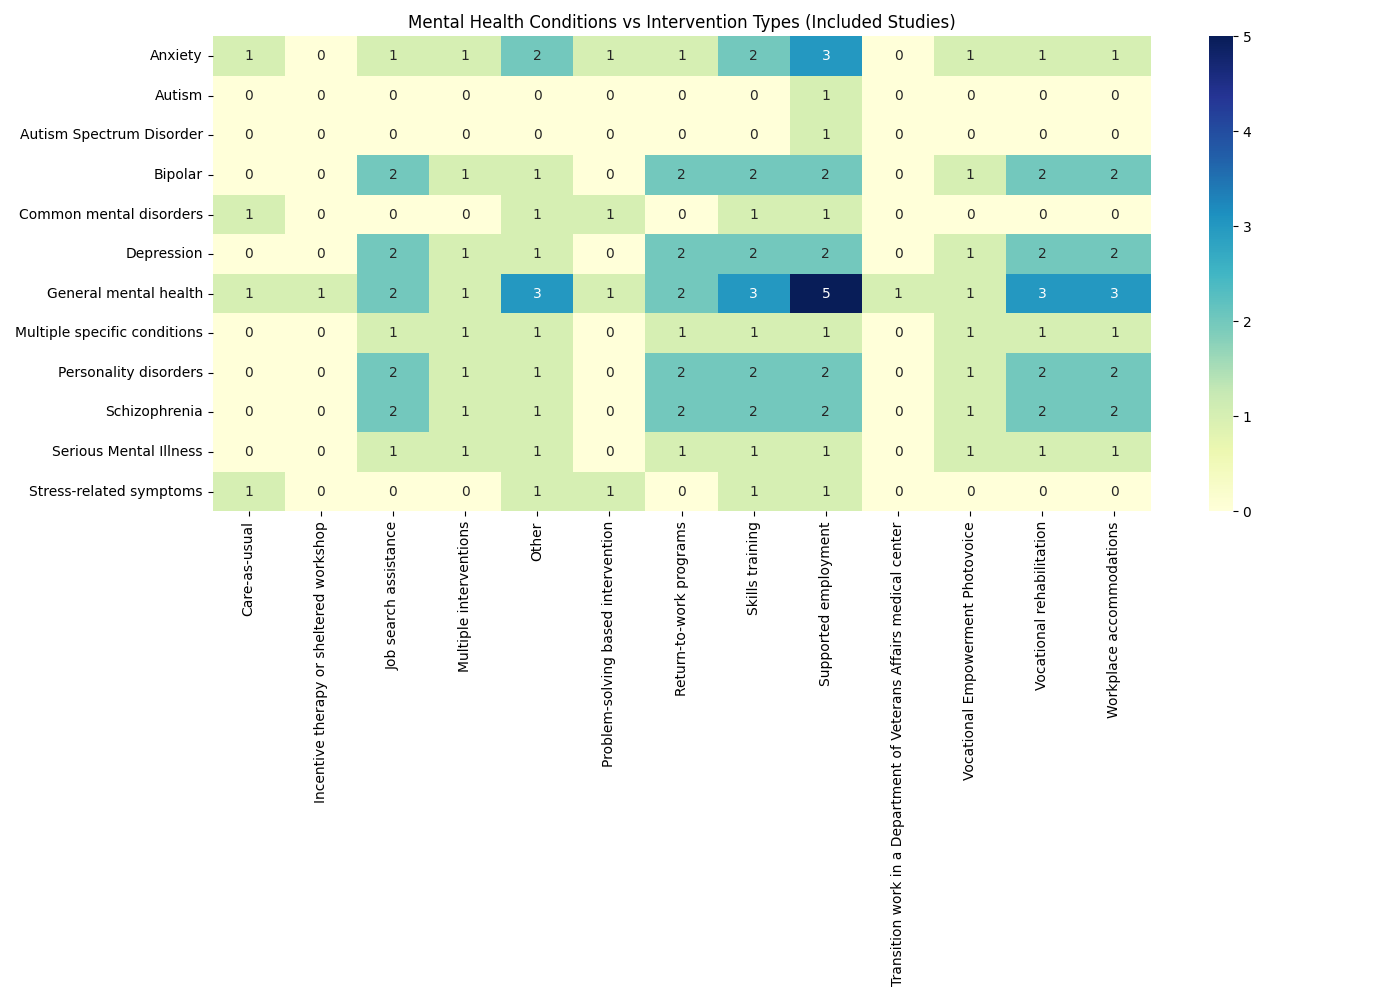 Mental Health Conditions vs Intervention Types (Included Studies)
Anxiety 1 0 1 1 2 1 1 2 3 0 1 1 1
Autism 0 0 0 0 0 0 0 0 1 0 0 0 0
Autism Spectrum Disorder 0 0 0 0 0 0 0 0 1 0 0 0 0
Bipolar 0 0 2 1 1 0 2 2 2 0 1 2 2
Common mental disorders 1 0 0 0 1 1 0 1 1 0 0 0 0
Depression 0 0 2 1 1 0 2 2 2 0 1 2 2
General mental health 1 1 2 1 3 1 2 3 5 1 1 3 3
Multiple specific conditions 0 0 1 1 1 0 1 1 1 0 1 1 1
Personality disorders 0 0 2 1 1 0 2 2 2 0 1 2 2
Schizophrenia 0 0 2 1 1 0 2 2 2 0 1 2 2
Serious Mental Illness 0 0 1 1 1 0 1 1 1 0 1 1 1
Stress-related symptoms 1 0 0 0 1 1 0 1 1 0 0 0 0
Care-as-usual
Incentive therapy or sheltered workshop
Job search assistance
Multiple interventions
Other
Problem-solving based intervention
Return-to-work programs
Skills training
Supported employment
Transition work in a Department of Veterans Affairs medical center
Vocational Empowerment Photovoice
Vocational rehabilitation
Workplace accommodations
5
4
3
2
1
0